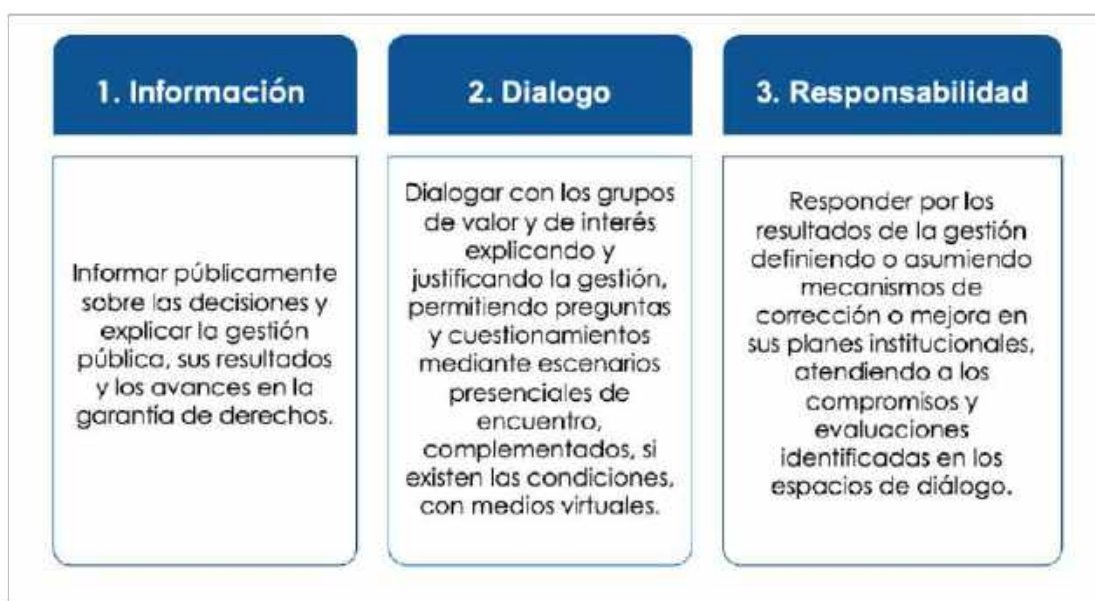 1. Información
Informar públicamente
sobre las decisiones y
explicar la gestión
pública, sus resultados
y los avances en la
garantía de derechos.
2. Dialogo
Dialogar con los grupos
de valor y de interés
explicando y
justificando la gestión,
permitiendo preguntas
y cuestionamientos
mediante escenarios
presenciales de
encuentro,
complementados, si
existen las condiciones,
con medios virtuales.
3. Responsabilidad
Responder por los
resultados de la gestión
definiendo o asumiendo
mecanismos de
corrección o mejora en
sus planes institucionales,
atendiendo a los
compromisos y
evaluaciones
identificadas en los
espacios de diálogo.